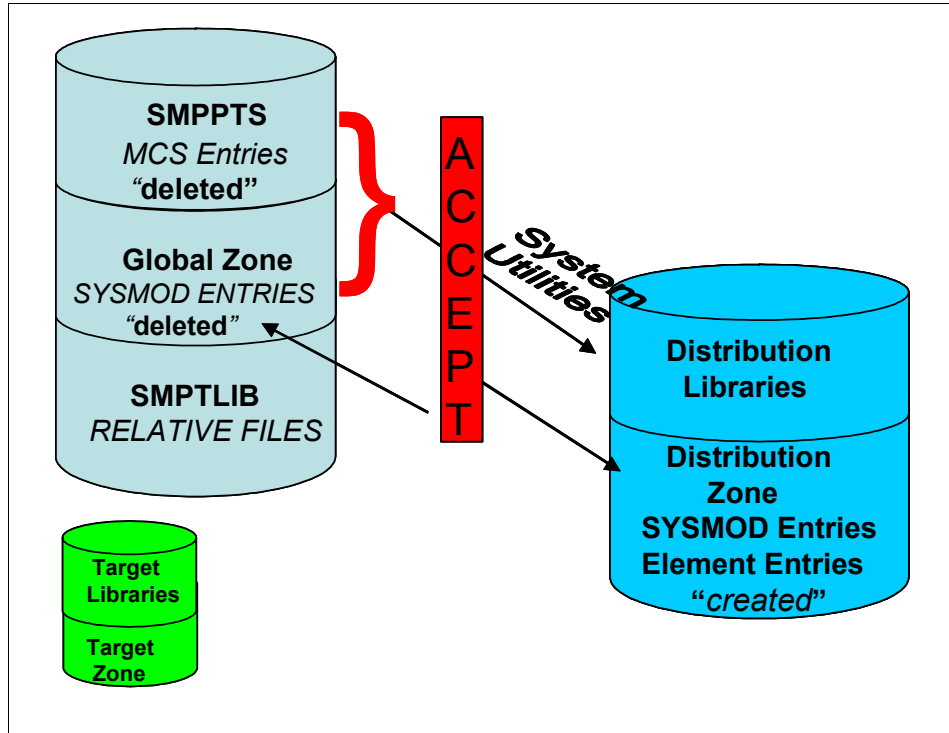 SMPPTS
MCS Entries
“deleted”
Global Zone
SYSMOD ENTRIES
“deleted”
SMPTLIB
RELATIVE FILES
Target
Libraries
Target
Zone
A
C
C
E
P
T
System
Utilities
Distribution
Libraries
Distribution
Zone
SYSMOD Entries
Element Entries
“created”